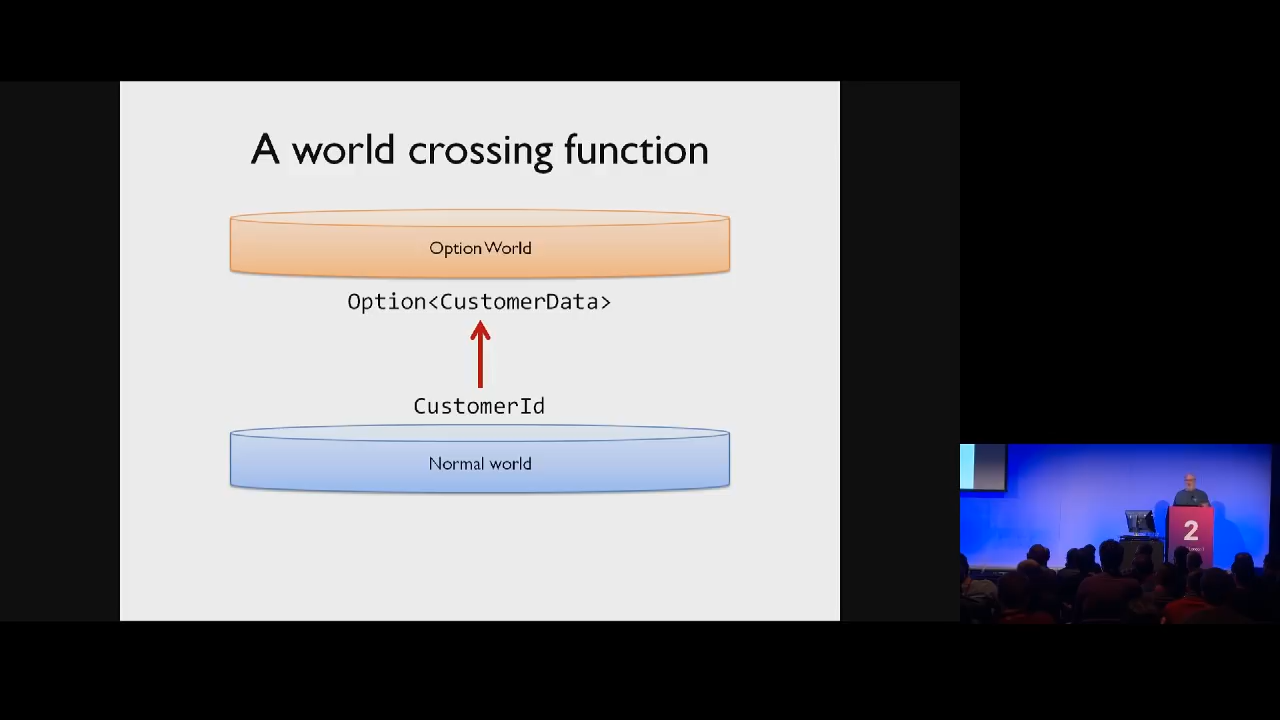 A world crossing function
Option World
Option<CustomerData>
CustomerId
Normal world
2